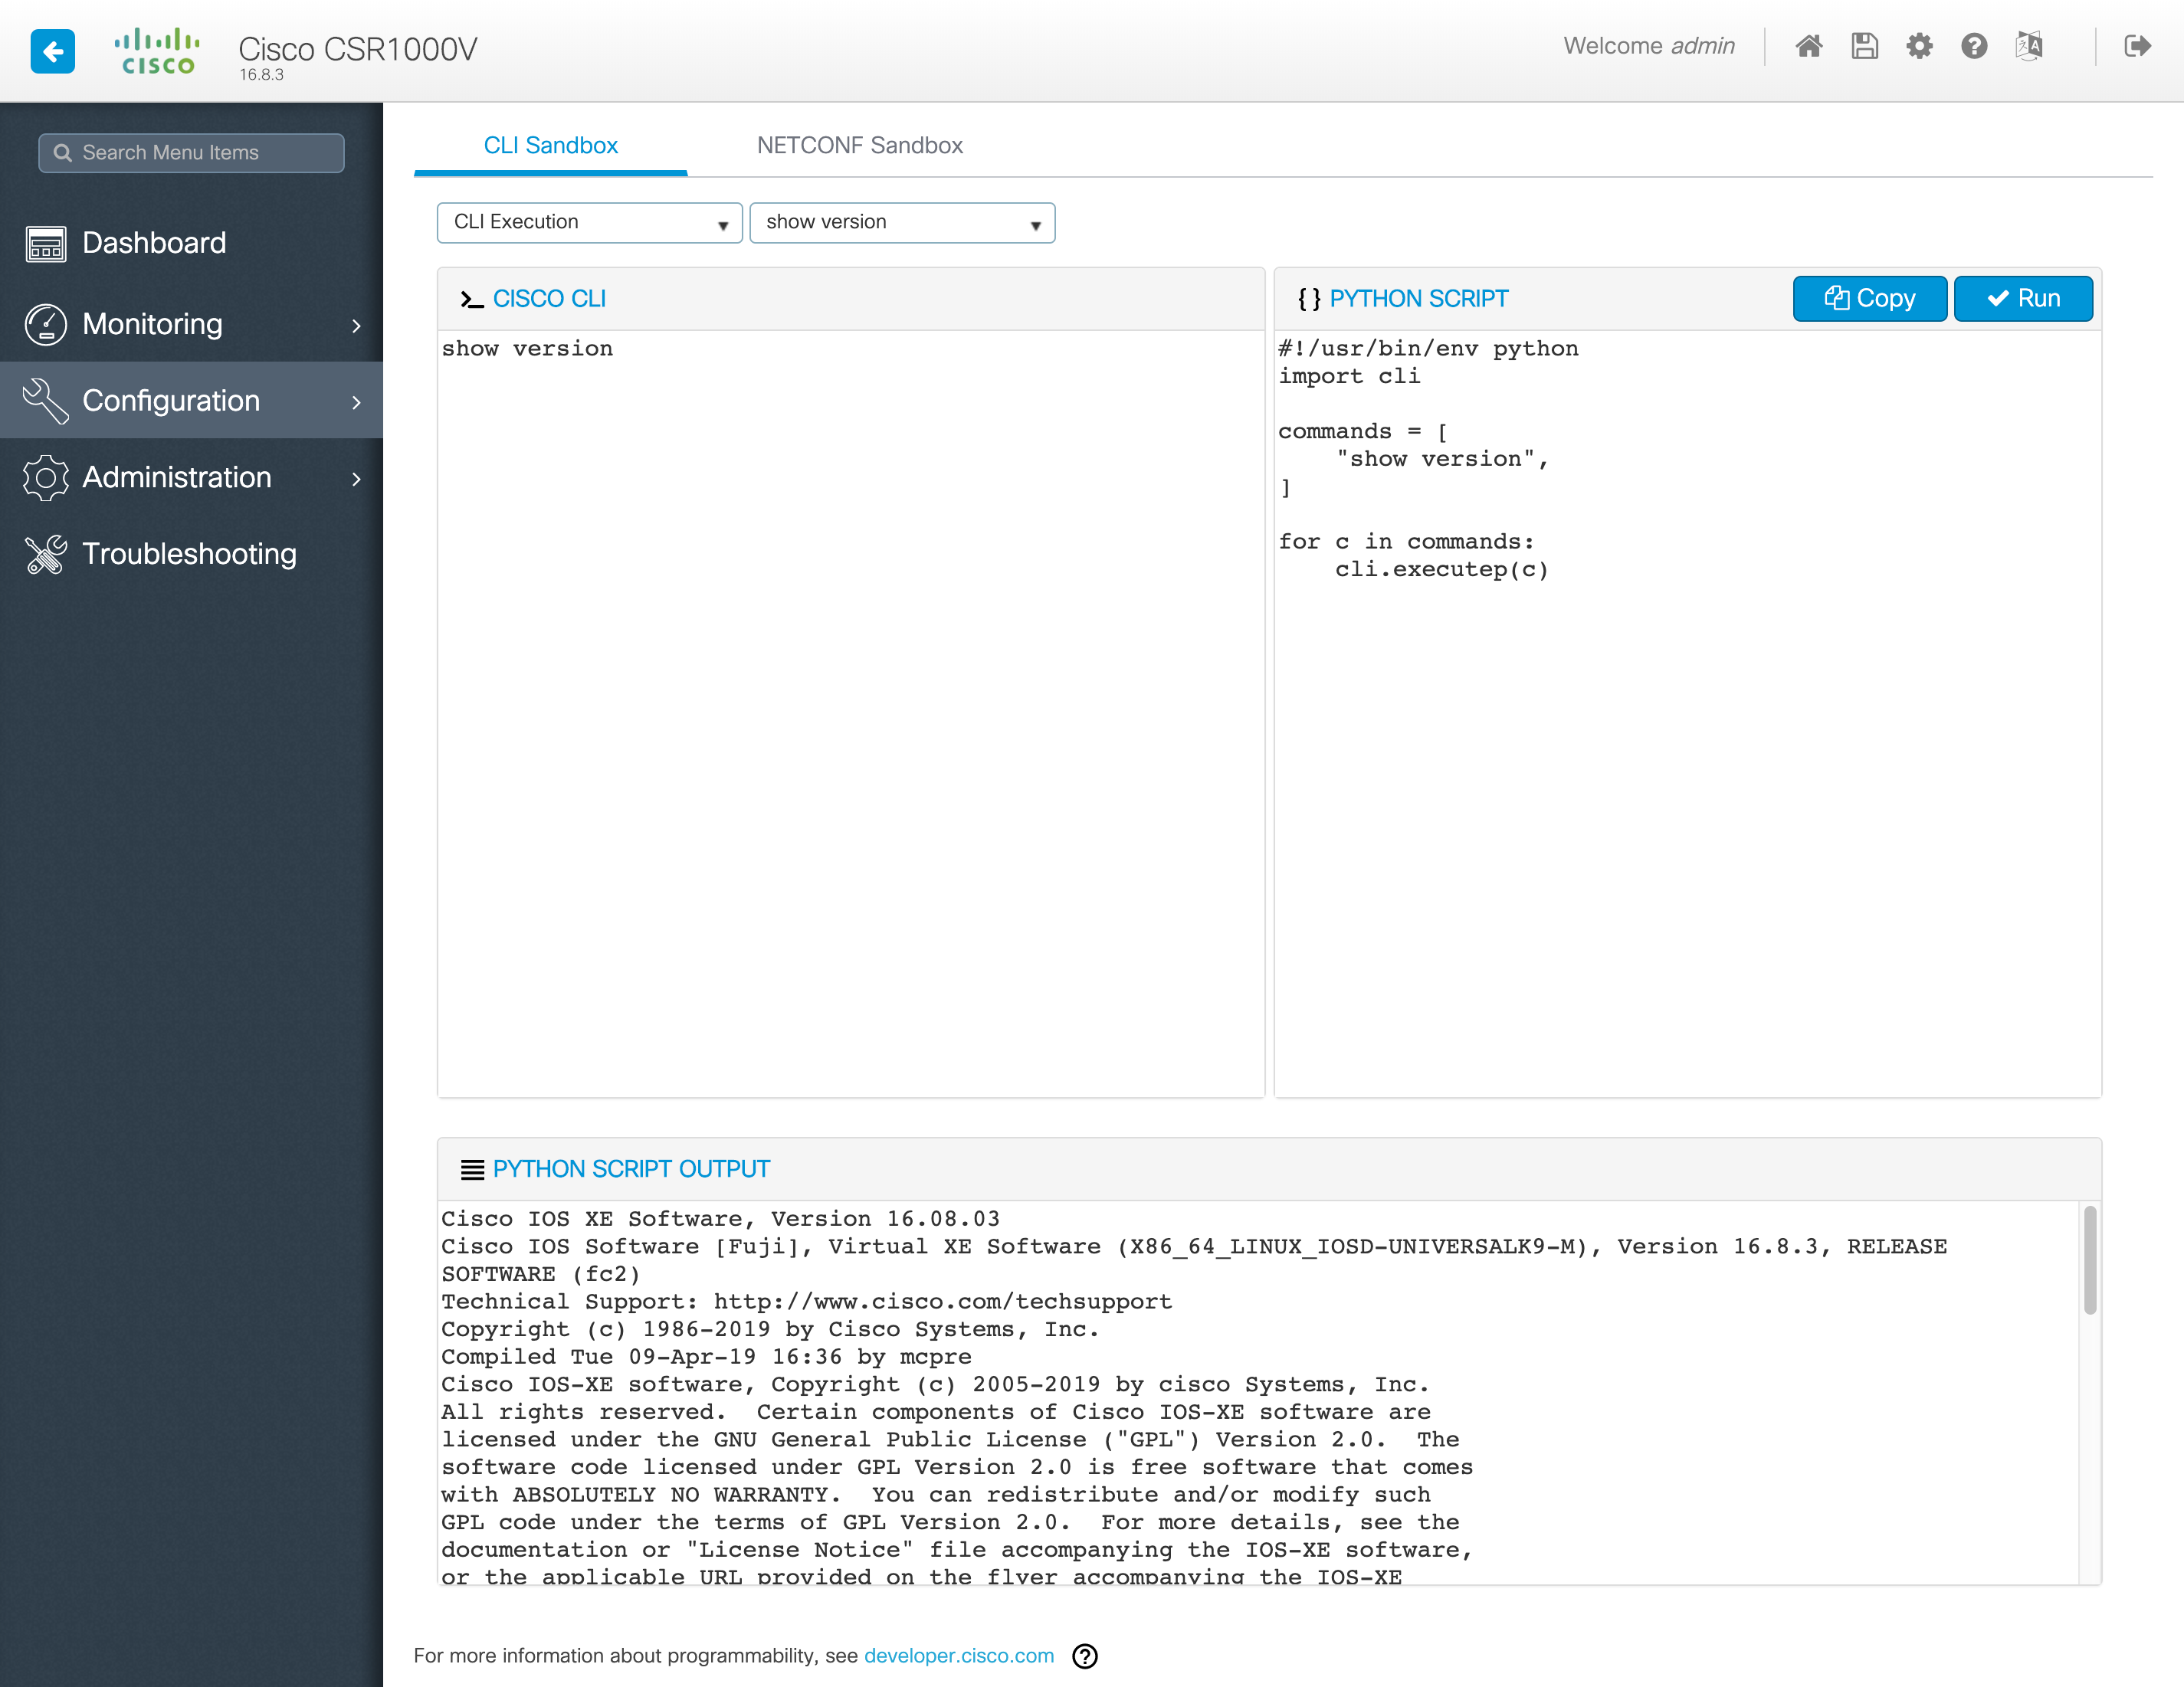 CISCO
Cisco CSR1000V
16.8.3
Welcome admin
Search Menu Items
Dashboard
Monitoring
Configuration
Administration
Troubleshooting
CLI Sandbox
NETCONF Sandbox
CLI Execution
show version
CISCO CLI
show version
{ } PYTHON SCRIPT
Copy
Run
#!/usr/bin/env python
import cli
commands = [
    "show version",
]
for c in commands:
    cli.executep(c)
PYTHON SCRIPT OUTPUT
Cisco IOS XE Software, Version 16.08.03
Cisco IOS Software [Fuji], Virtual XE Software (X86_64_LINUX_IOSD-UNIVERSALK9-M), Version 16.8.3, RELEASE
SOFTWARE (fc2)
Technical Support: http://www.cisco.com/techsupport
Copyright (c) 1986-2019 by Cisco Systems, Inc.
Compiled Tue 09-Apr-19 16:36 by mcpre
Cisco IOS-XE software, Copyright (c) 2005-2019 by cisco Systems, Inc.
All rights reserved.  Certain components of Cisco IOS-XE software are
licensed under the GNU General Public License ("GPL") Version 2.0.  The
software code licensed under GPL Version 2.0 is free software that comes
with ABSOLUTELY NO WARRANTY.  You can redistribute and/or modify such
GPL code under the terms of GPL Version 2.0.  For more details, see the
documentation or "License Notice" file accompanying the IOS-XE software,
or the applicable URL provided on the flyer accompanying the IOS-XE
For more information about programmability, see developer.cisco.com